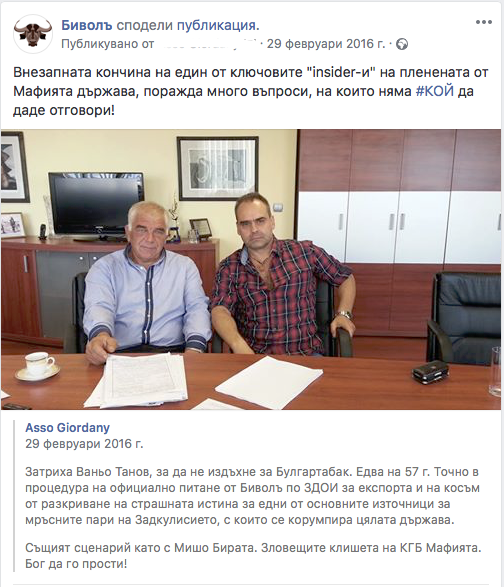 Биволъ сподели публикация.
Публикувано от · 29 февруари 2016 г. ·
Внезапната кончина на един от ключовите "insider-и" на пленената от
Мафията държава, поражда много въпроси, на които няма #КОЙ да
даде отговори!
Asso Giordany
29 февруари 2016 г.
Затриха Ваньо Танов, за да не издъхне за Булгартабак. Едва на 57 г. Точно в
процедура на официално питане от Биволъ по ЗДОИ за експорта и на косъм
от разкриване на страшната истина за едни от основните източници за
мръсните пари на Задкулисието, с които се корумпира цялата държава.
Същият сценарий като с Мишо Бирата. Зловещите клишета на КГБ Мафията.
Бог да го прости!